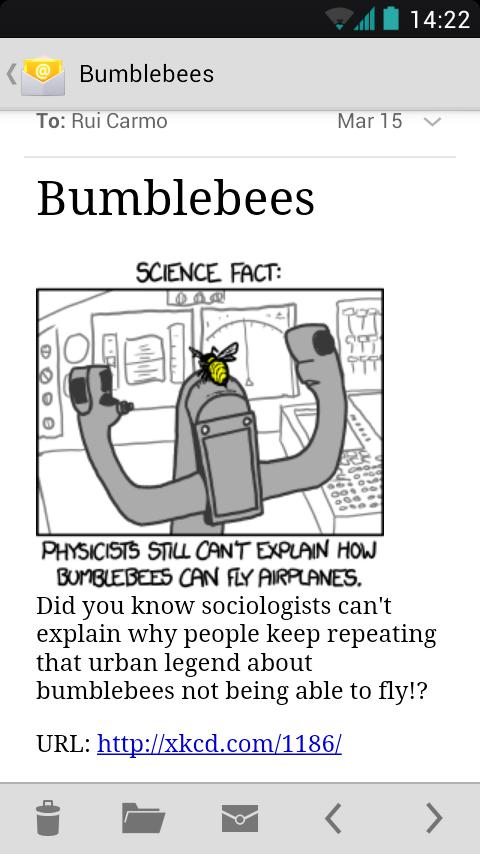 14:22
@
Bumblebees
To: Rui Carmo Mar 15
Bumblebees
SCIENCE FACT:
PHYSICISTS STILL CAN'T EXPLAIN HOW
BUMBLEBEES CAN FLY AIRPLANES.
Did you know sociologists can't
explain why people keep repeating
that urban legend about
bumblebees not being able to fly!?
URL: http://xkcd.com/1186/